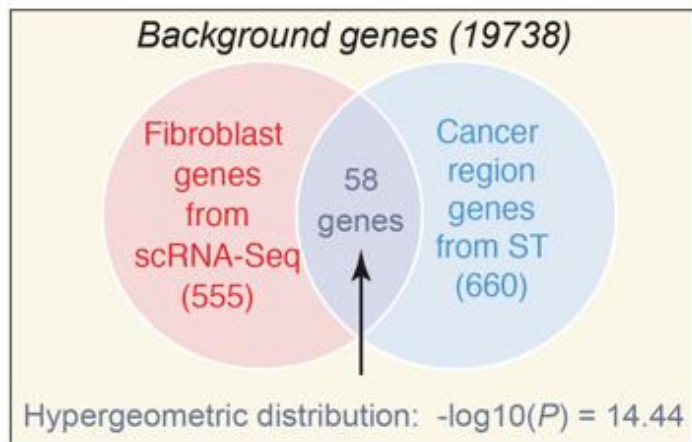 Background genes (19738)
Fibroblast
genes
from
scRNA-Seq
(555)
58
genes
Cancer
region
genes
from ST
(660)
Hypergeometric distribution: -log10(P) = 14.44